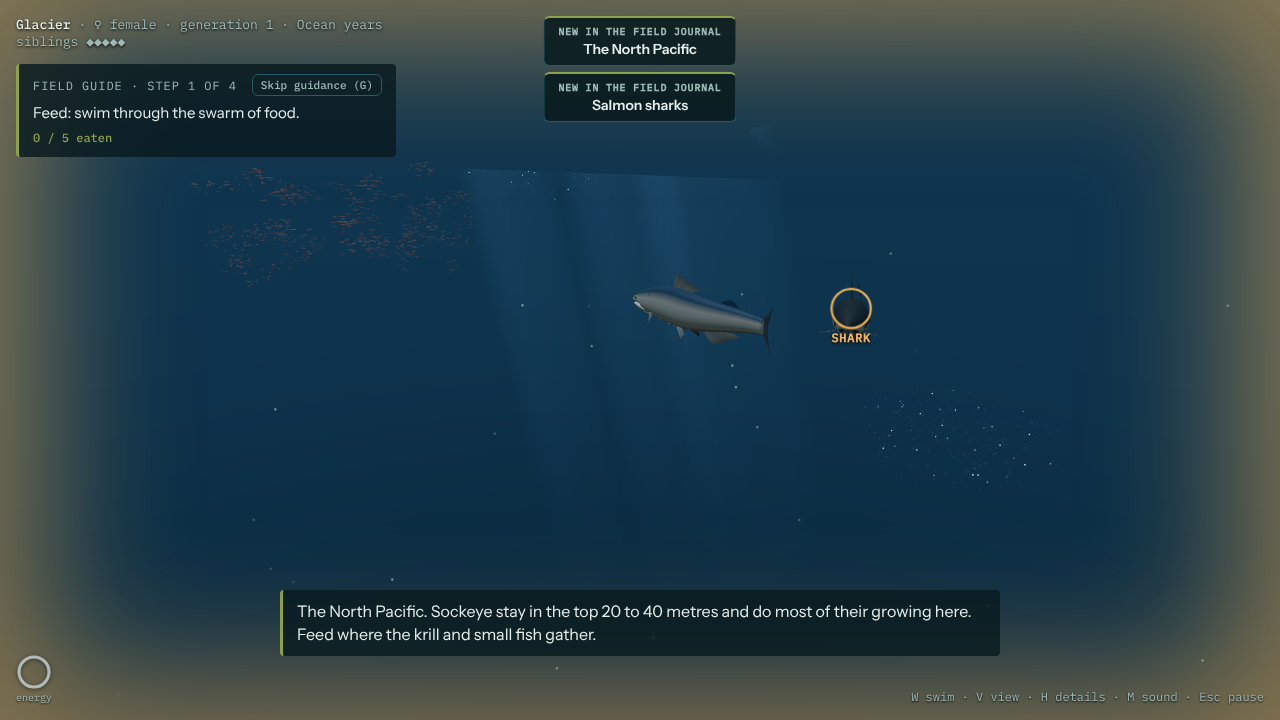 Glacier · ♀ female · generation 1 · Ocean years
siblings ◆◆◆◆◆
FIELD GUIDE · STEP 1 OF 4
Skip guidance (G)
Feed: swim through the swarm of food.
0 / 5 eaten
NEW IN THE FIELD JOURNAL
The North Pacific
NEW IN THE FIELD JOURNAL
Salmon sharks
SHARK
The North Pacific. Sockeye stay in the top 20 to 40 metres and do most of their growing here.
Feed where the krill and small fish gather.
energy
W swim · V view · H details · M sound · Esc pause